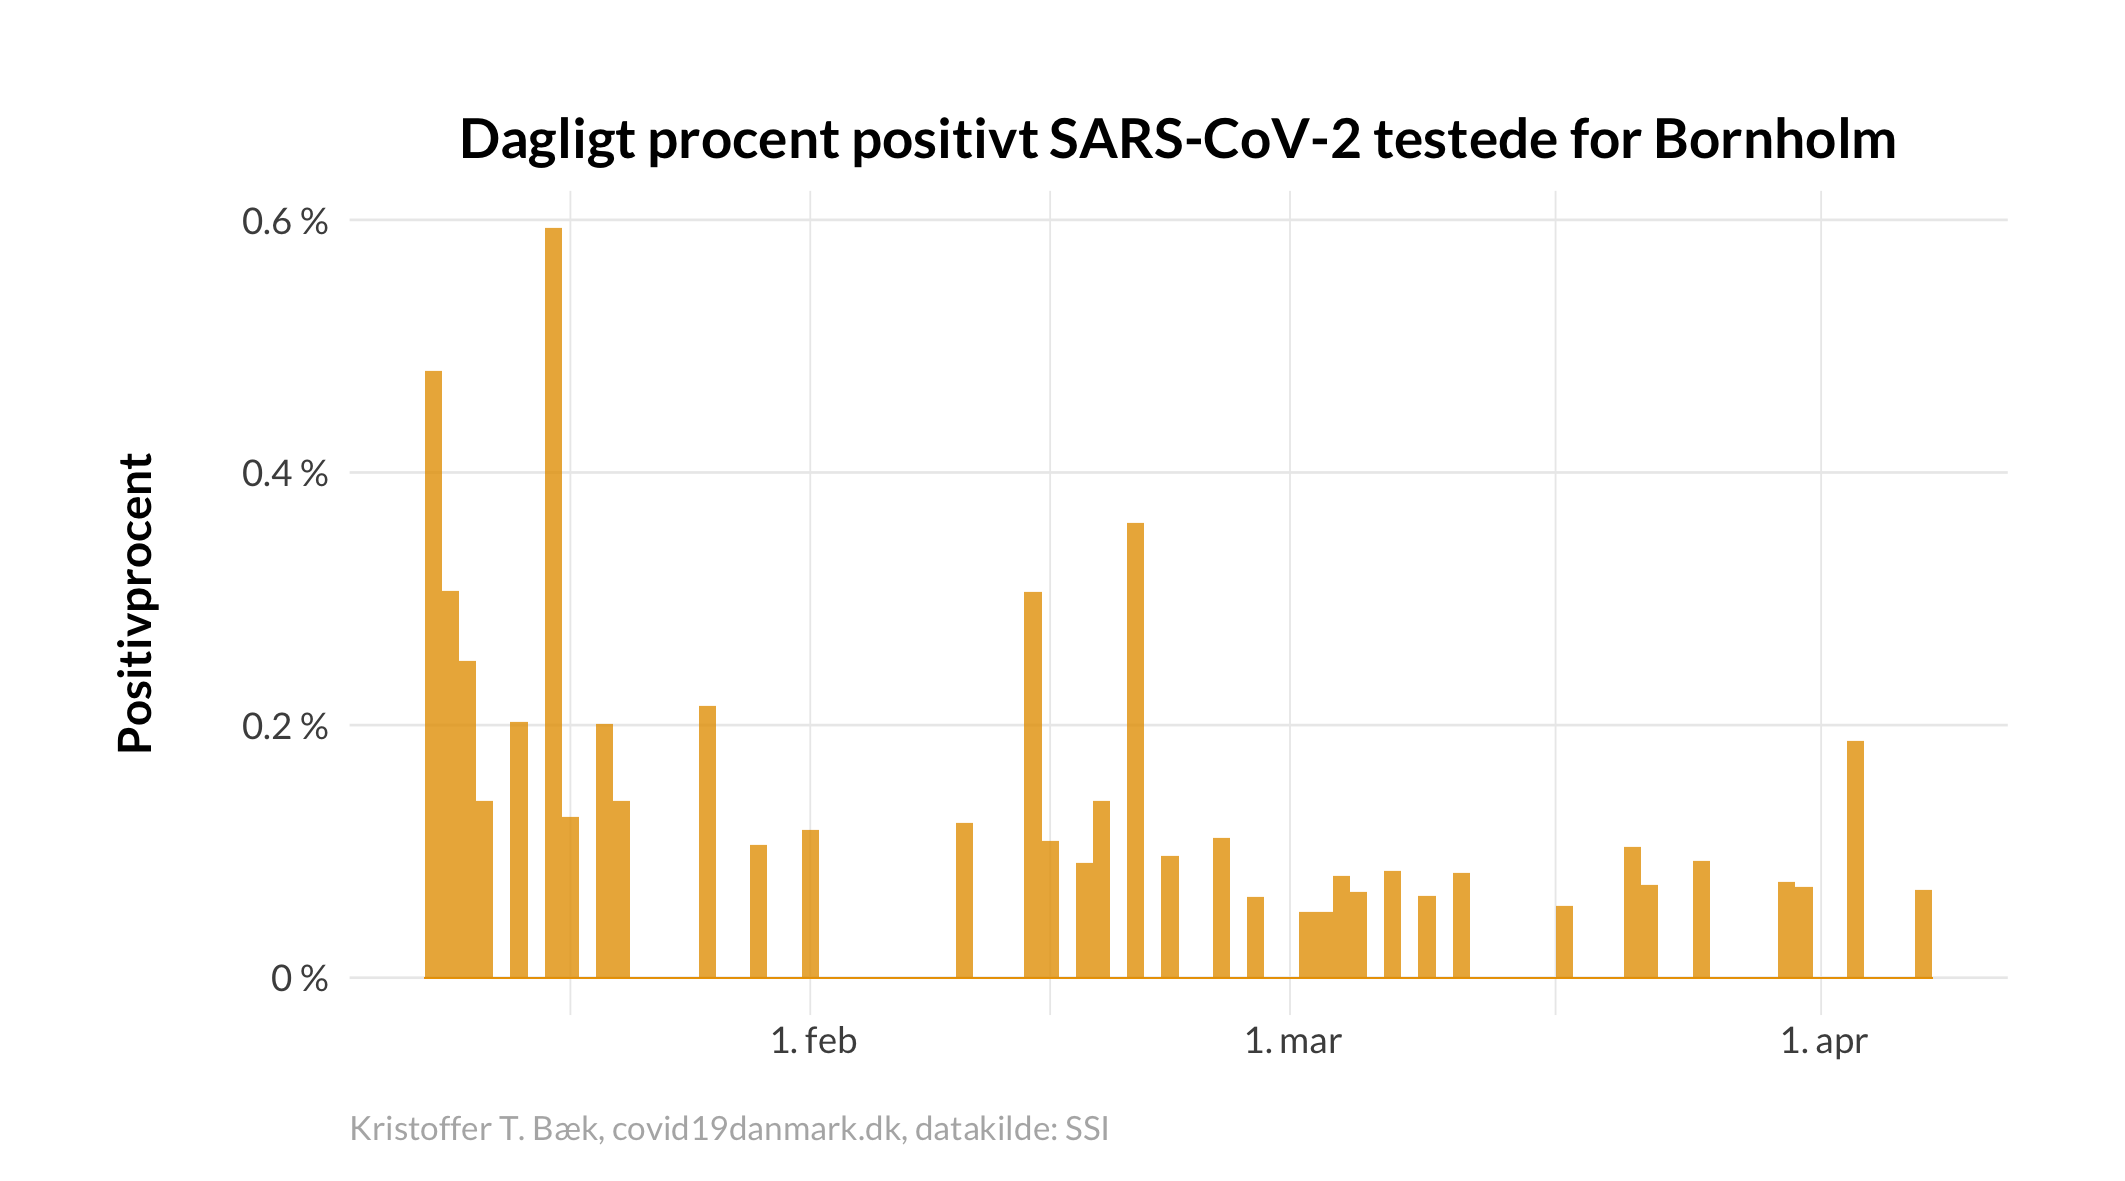 Dagligt procent positivt SARS-CoV-2 testede for Bornholm
Positivprocent
0.6 %
0.4 %
0.2 %
0 %
1. feb
1. mar
1. apr
Kristoffer T. Bæk, covid19danmark.dk, datakilde: SSI